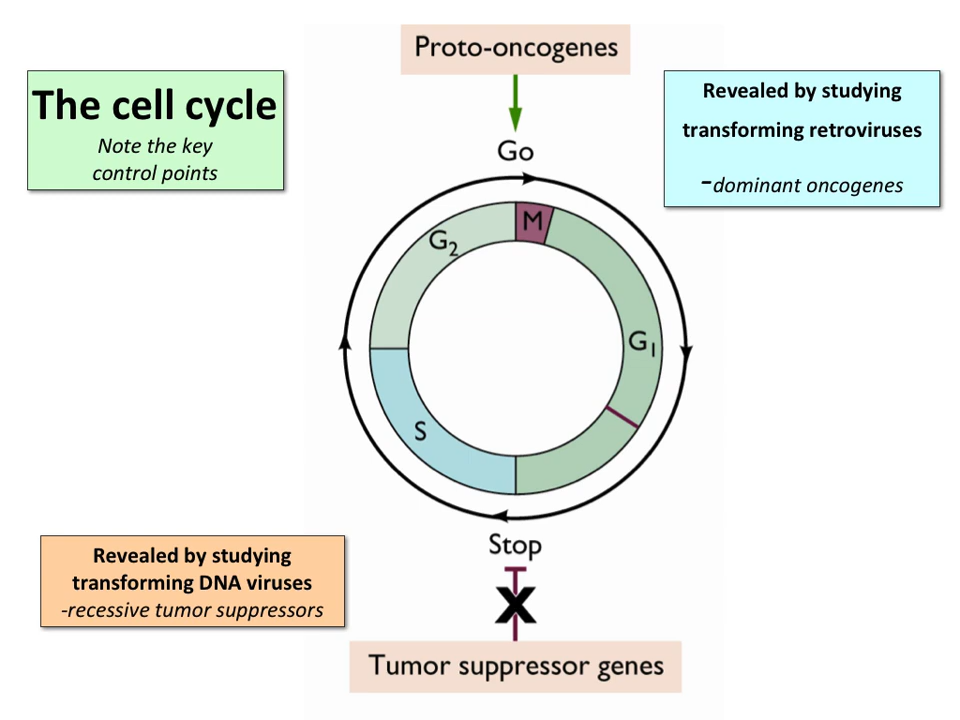 Proto-oncogenes
The cell cycle
Note the key
control points
Revealed by studying
transforming retroviruses
-dominant oncogenes
Go
M
G2
G1
S
Stop
X
Revealed by studying
transforming DNA viruses
-recessive tumor suppressors
Tumor suppressor genes